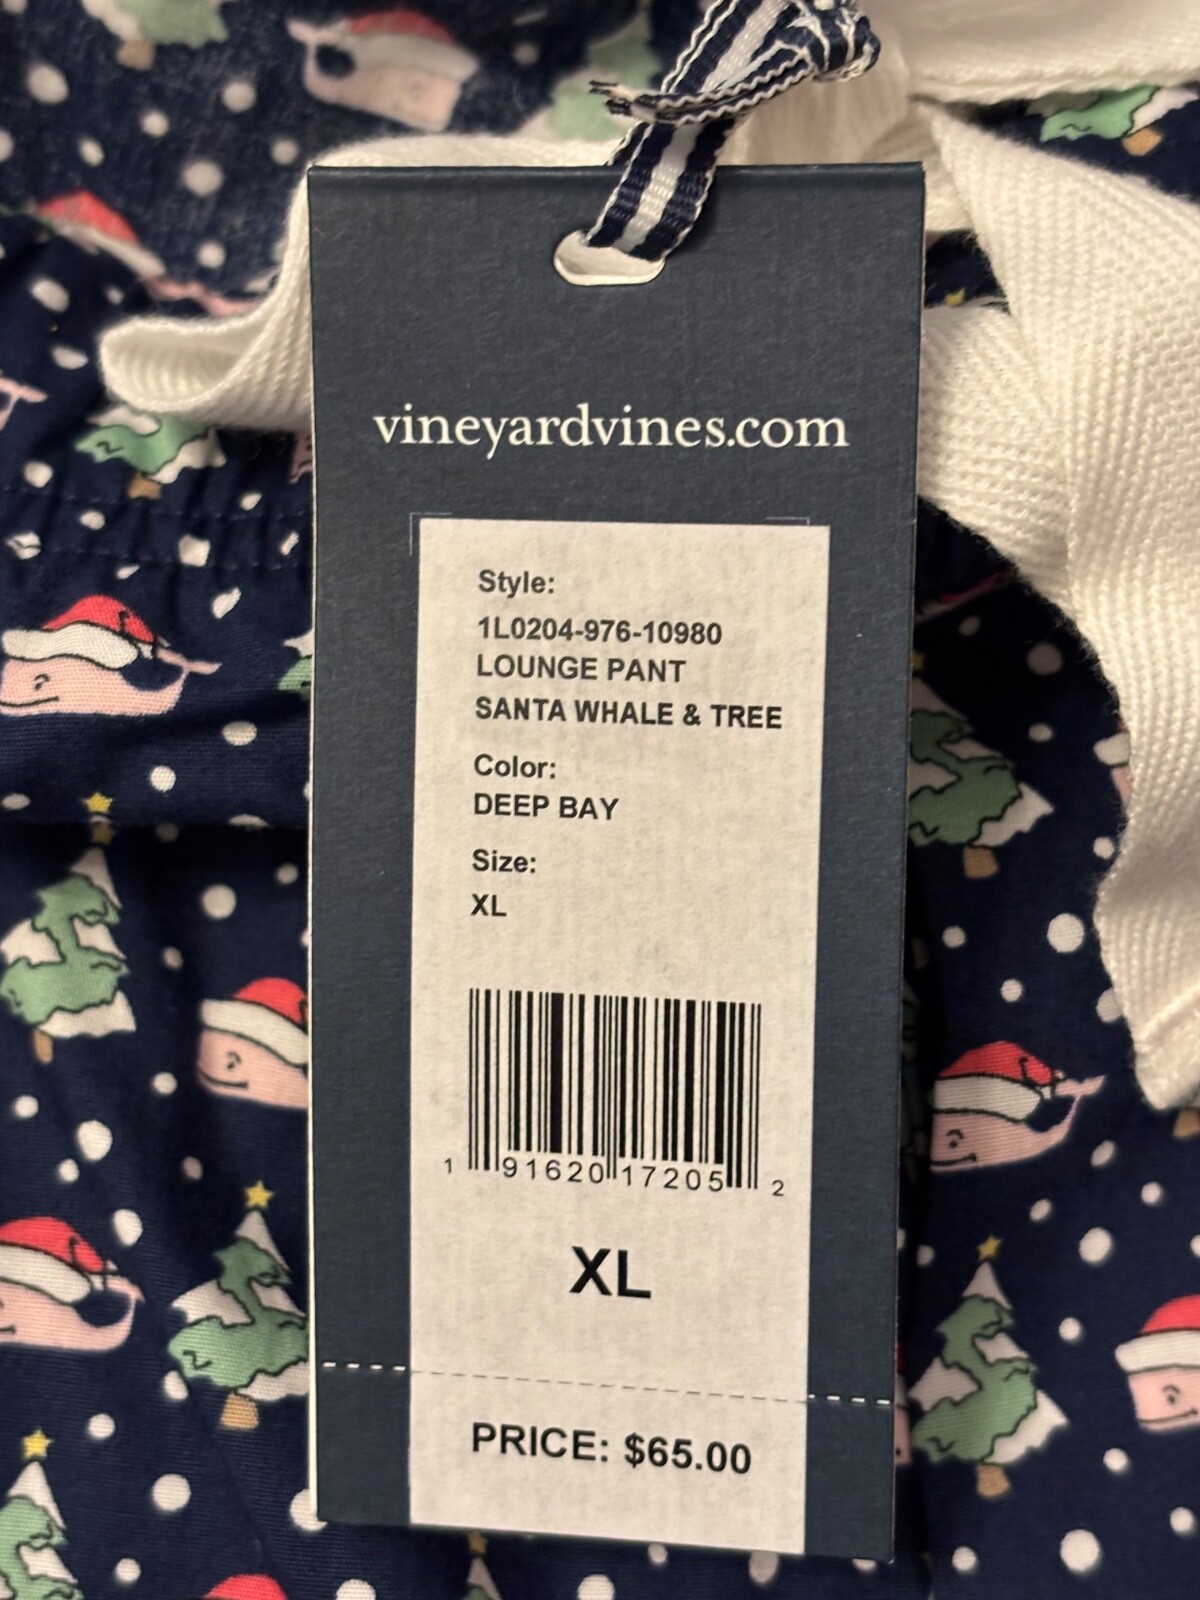 vineyardvines.com
Style:
1L0204-976-10980
LOUNGE PANT
SANTA WHALE & TREE
Color:
DEEP BAY
Size:
XL
1 91620 17205 2
XL
PRICE: $65.00